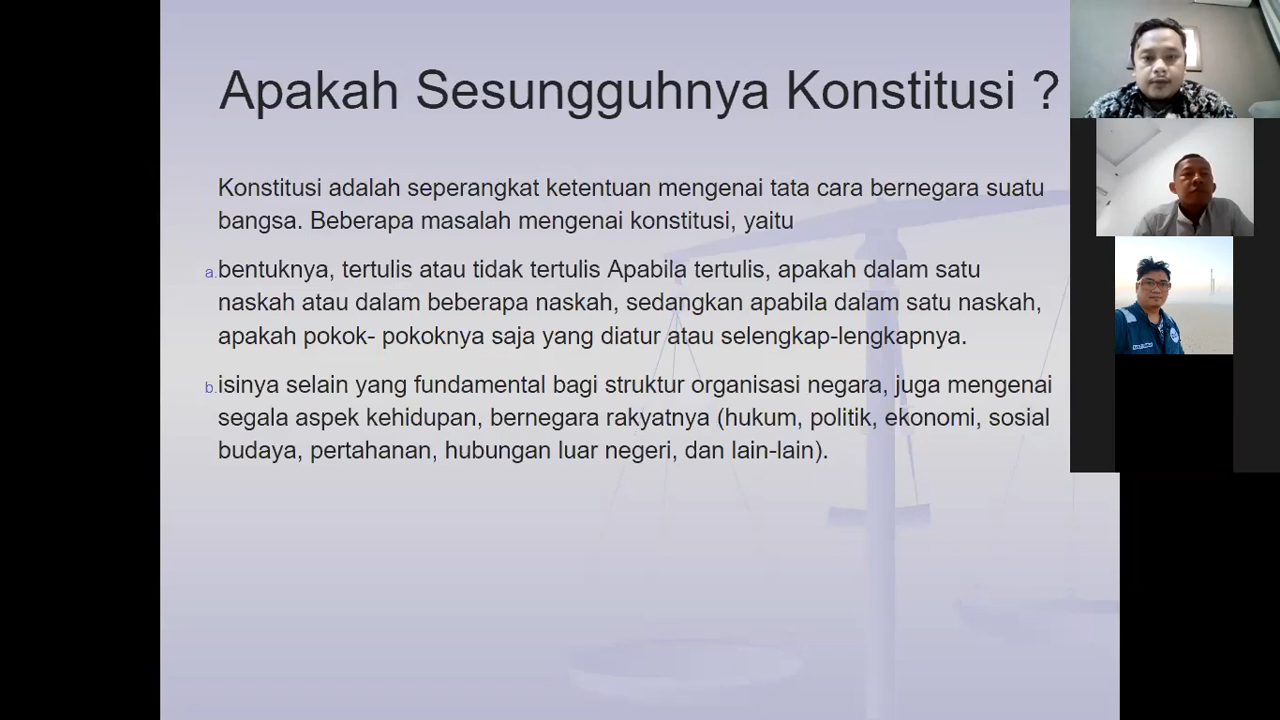 Apakah Sesungguhnya Konstitusi ?
Konstitusi adalah seperangkat ketentuan mengenai tata cara bernegara suatu
bangsa. Beberapa masalah mengenai konstitusi, yaitu
a.bentuknya, tertulis atau tidak tertulis Apabila tertulis, apakah dalam satu
naskah atau dalam beberapa naskah, sedangkan apabila dalam satu naskah,
apakah pokok- pokoknya saja yang diatur atau selengkap-lengkapnya.
b.isinya selain yang fundamental bagi struktur organisasi negara, juga mengenai
segala aspek kehidupan, bernegara rakyatnya (hukum, politik, ekonomi, sosial
budaya, pertahanan, hubungan luar negeri, dan lain-lain).